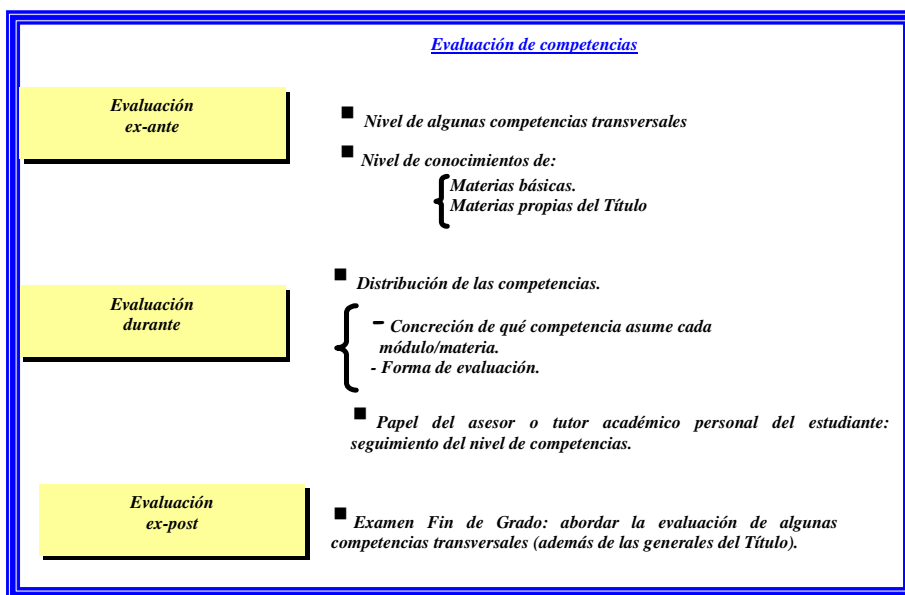 Evaluación de competencias
Evaluación
ex-ante
▪ Nivel de algunas competencias transversales
▪ Nivel de conocimientos de:
Materias básicas.
Materias propias del Título
Evaluación
durante
▪ Distribución de las competencias.
- Concreción de qué competencia asume cada
módulo/materia.
- Forma de evaluación.
▪ Papel del asesor o tutor académico personal del estudiante:
seguimiento del nivel de competencias.
Evaluación
ex-post
▪ Examen Fin de Grado: abordar la evaluación de algunas
competencias transversales (además de las generales del Título).